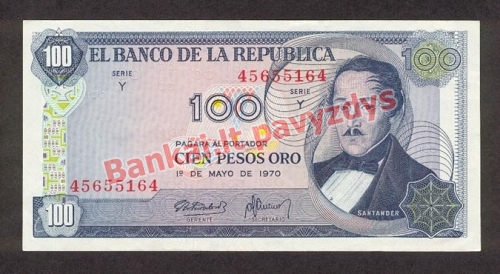 100
EL BANCO DE LA REPUBLICA
100
SERIE
Y
45655164
100
SERIE
Y
PAGARA AL PORTADOR
CIEN PESOS ORO
45655164
1º DE MAYO DE 1970
GERENTE
SECRETARIO
SANTANDER
100
Bankai.lt pavyzdys